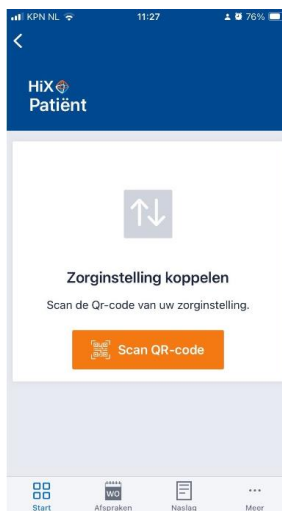 KPN NL 11:27 76%
HiX
Patiënt
Zorginstelling koppelen
Scan de Qr-code van uw zorginstelling.
Scan QR-code
WO
Start Afspraken Naslag Meer